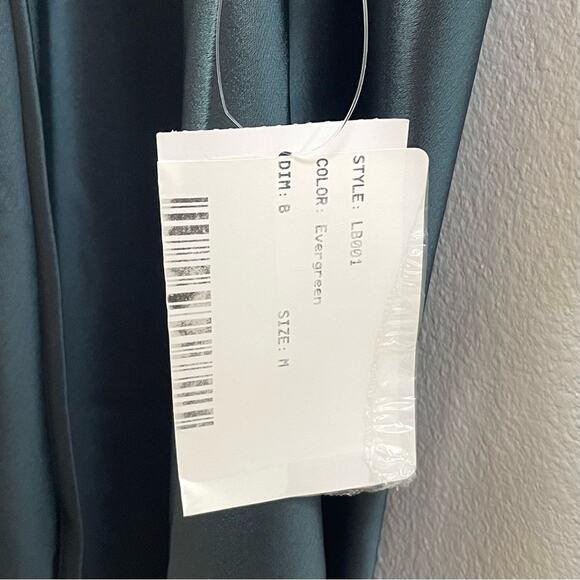 STYLE: LB001
COLOR: Evergreen
DIM: B SIZE: M